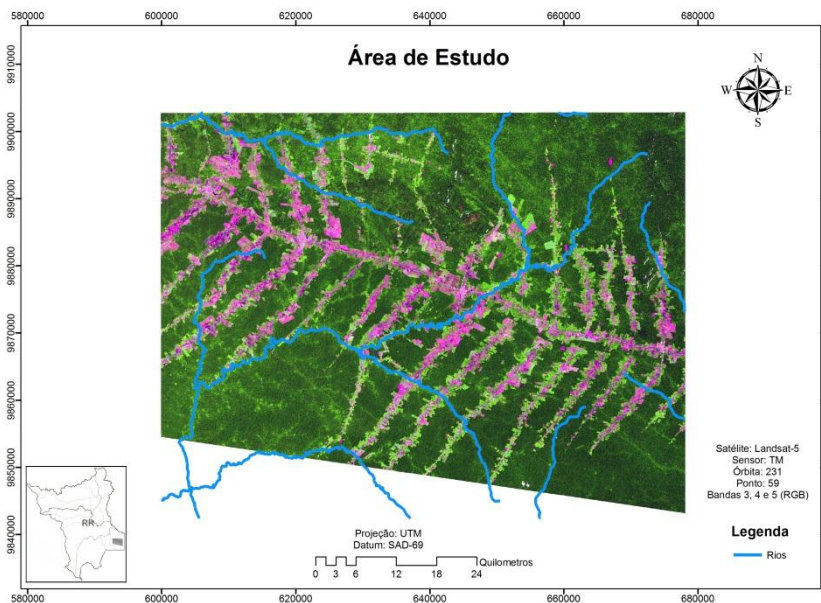 580000 600000 620000 640000 660000 680000
Área de Estudo
N
W E
S
9910000
9900000
9890000
9880000
9870000
9860000
9850000
9840000
RR
Satélite: Landsat-5
Sensor: TM
Órbita: 231
Ponto: 59
Bandas 3, 4 e 5 (RGB)
Projeção: UTM
Datum: SAD-69
Quilometros
0 3 6 12 18 24
Legenda
Rios
580000 600000 620000 640000 660000 680000